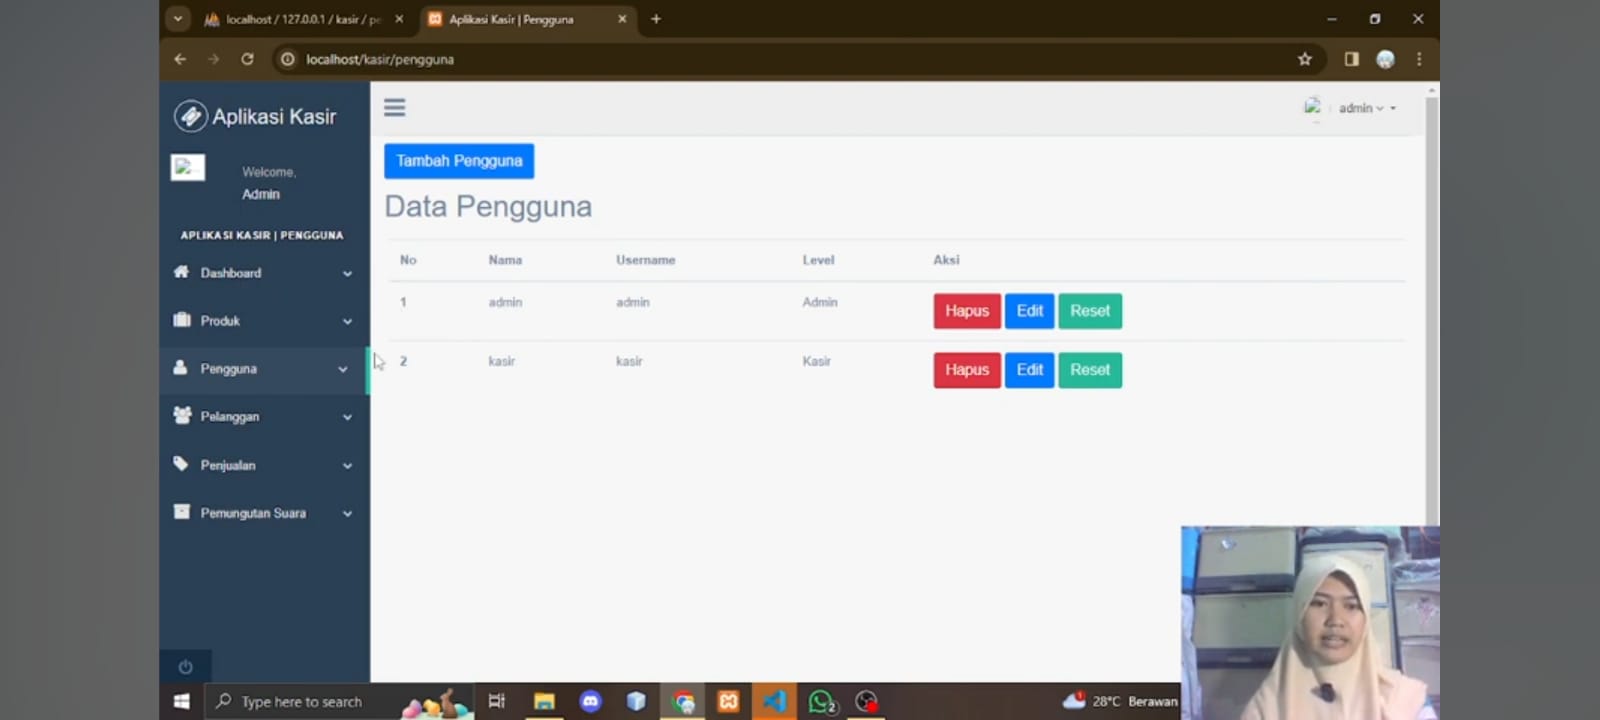 localhost / 127.0.0.1 / kasir / pe
Aplikasi Kasir | Pengguna
localhost/kasir/pengguna
Aplikasi Kasir
admin
Welcome,
Admin
APLIKASI KASIR | PENGGUNA
Dashboard
Produk
Pengguna
Pelanggan
Penjualan
Pemungutan Suara
Tambah Pengguna
Data Pengguna
No Nama Username Level Aksi
1 admin admin Admin Hapus Edit Reset
2 kasir kasir Kasir Hapus Edit Reset
Type here to search
2
1
28°C Berawan